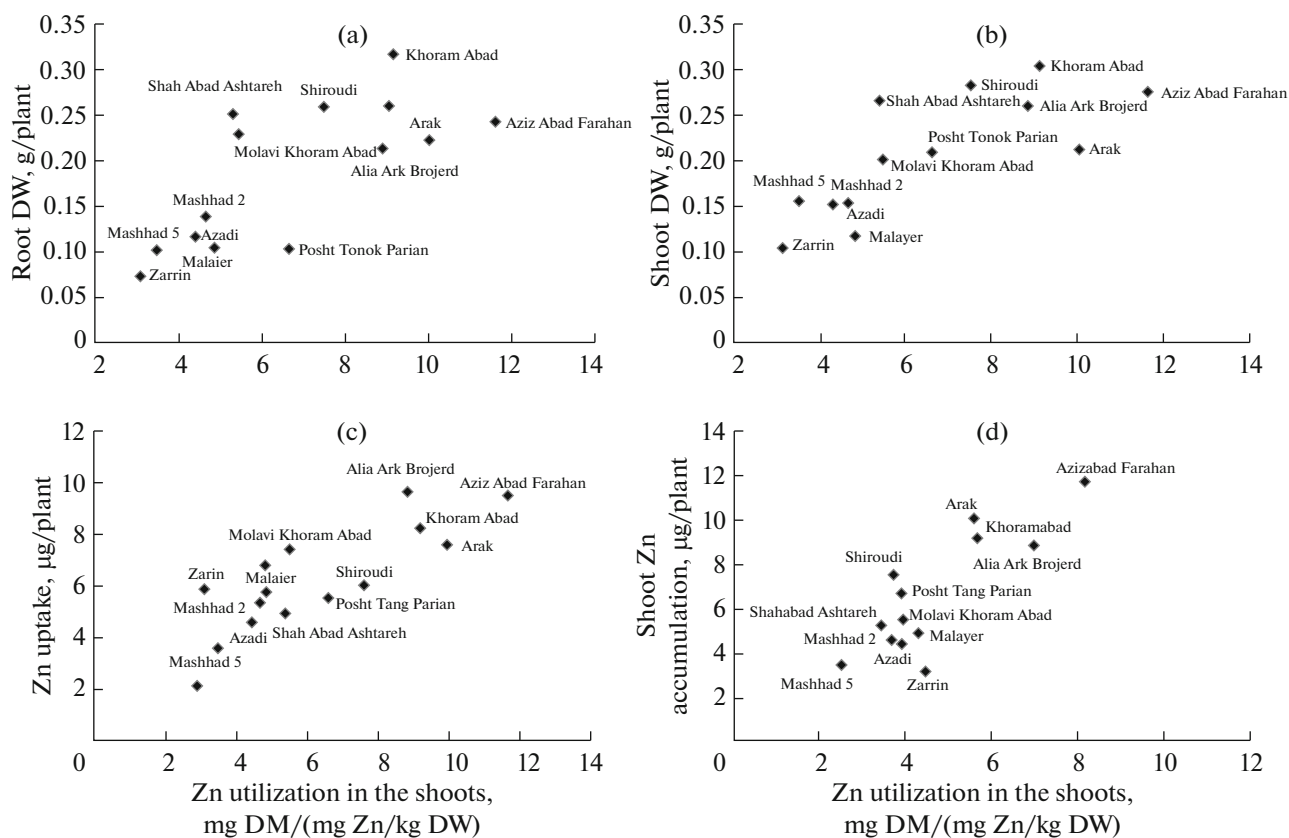 (a)
Root DW, g/plant
0.35
0.30
0.25
0.20
0.15
0.10
0.05
0
2
4
6
8
10
12
14
Khoram Abad
Shah Abad Ashtareh
Shiroudi
Arak
Aziz Abad Farahan
Molavi Khoram Abad
Alia Ark Brojerd
Mashhad 2
Mashhad 5
Azadi
Malaier
Posht Tonok Parian
Zarrin
(b)
Shoot DW, g/plant
0.35
0.30
0.25
0.20
0.15
0.10
0.05
0
2
4
6
8
10
12
14
Khoram Abad
Shiroudi
Aziz Abad Farahan
Shah Abad Ashtareh
Alia Ark Brojerd
Posht Tonok Parian
Arak
Molavi Khoram Abad
Mashhad 5
Mashhad 2
Azadi
Malayer
Zarrin
(c)
Zn uptake, µg/plant
12
10
8
6
4
2
0
2
4
6
8
10
12
14
Alia Ark Brojerd
Aziz Abad Farahan
Khoram Abad
Molavi Khoram Abad
Arak
Zarin
Malaier
Shiroudi
Mashhad 2
Posht Tang Parian
Azadi
Shah Abad Ashtareh
Mashhad 5
Zn utilization in the shoots,
mg DM/(mg Zn/kg DW)
(d)
Shoot Zn
accumulation, µg/plant
14
12
10
8
6
4
2
0
2
4
6
8
10
12
Azizabad Farahan
Arak
Khoramabad
Alia Ark Brojerd
Shiroudi
Posht Tang Parian
Shahabad Ashtareh
Molavi Khoram Abad
Mashhad 2
Malayer
Azadi
Mashhad 5
Zarrin
Zn utilization in the shoots,
mg DM/(mg Zn/kg DW)